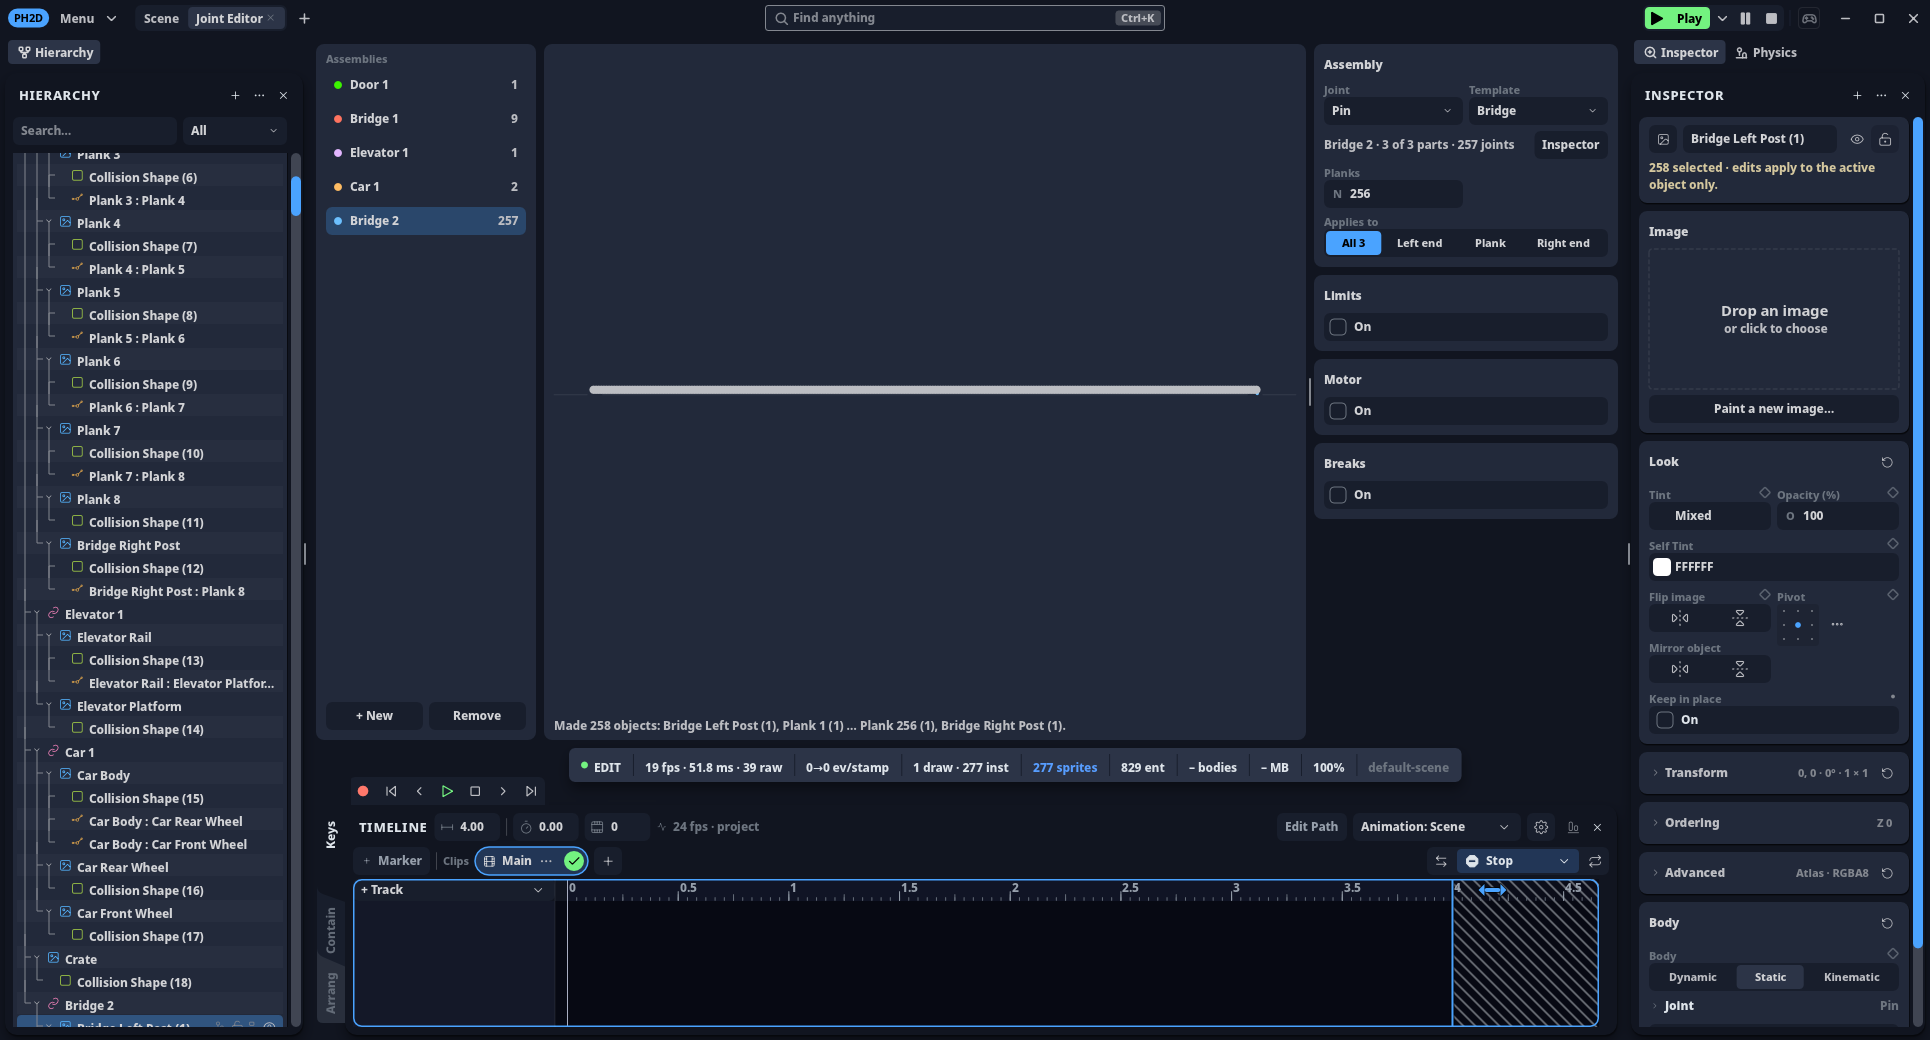 PH2D Menu Scene Joint Editor
Find anything Ctrl+K
Play
Hierarchy
HIERARCHY
Search... All
Plank 3
Collision Shape (6)
Plank 3 : Plank 4
Plank 4
Collision Shape (7)
Plank 4 : Plank 5
Plank 5
Collision Shape (8)
Plank 5 : Plank 6
Plank 6
Collision Shape (9)
Plank 6 : Plank 7
Plank 7
Collision Shape (10)
Plank 7 : Plank 8
Plank 8
Collision Shape (11)
Bridge Right Post
Collision Shape (12)
Bridge Right Post : Plank 8
Elevator 1
Elevator Rail
Collision Shape (13)
Elevator Rail : Elevator Platfor...
Elevator Platform
Collision Shape (14)
Car 1
Car Body
Collision Shape (15)
Car Body : Car Rear Wheel
Car Body : Car Front Wheel
Car Rear Wheel
Collision Shape (16)
Car Front Wheel
Collision Shape (17)
Crate
Collision Shape (18)
Bridge 2
Bridge Left Post (1)
Assemblies
Door 1 1
Bridge 1 9
Elevator 1 1
Car 1 2
Bridge 2 257
+ New Remove
Made 258 objects: Bridge Left Post (1), Plank 1 (1) ... Plank 256 (1), Bridge Right Post (1).
Assembly
Joint Template
Pin Bridge
Bridge 2 · 3 of 3 parts · 257 joints Inspector
Planks
N 256
Applies to
All 3 Left end Plank Right end
Limits
On
Motor
On
Breaks
On
EDIT 19 fps · 51.8 ms · 39 raw 0→0 ev/stamp 1 draw · 277 inst 277 sprites 829 ent – bodies – MB 100% default-scene
Keys
Contain
Arrang
TIMELINE 4.00 0.00 0 24 fps · project Edit Path Animation: Scene
+ Marker Clips Main ... + Stop
+ Track 0 0.5 1 1.5 2 2.5 3 3.5 4 4.5
Inspector Physics
INSPECTOR
Bridge Left Post (1)
258 selected · edits apply to the active
object only.
Image
Drop an image
or click to choose
Paint a new image...
Look
Tint Opacity (%)
Mixed O 100
Self Tint
FFFFFF
Flip image Pivot
Mirror object
Keep in place
On
Transform 0, 0 · 0° · 1 × 1
Ordering Z 0
Advanced Atlas · RGBA8
Body
Body
Dynamic Static Kinematic
Joint Pin